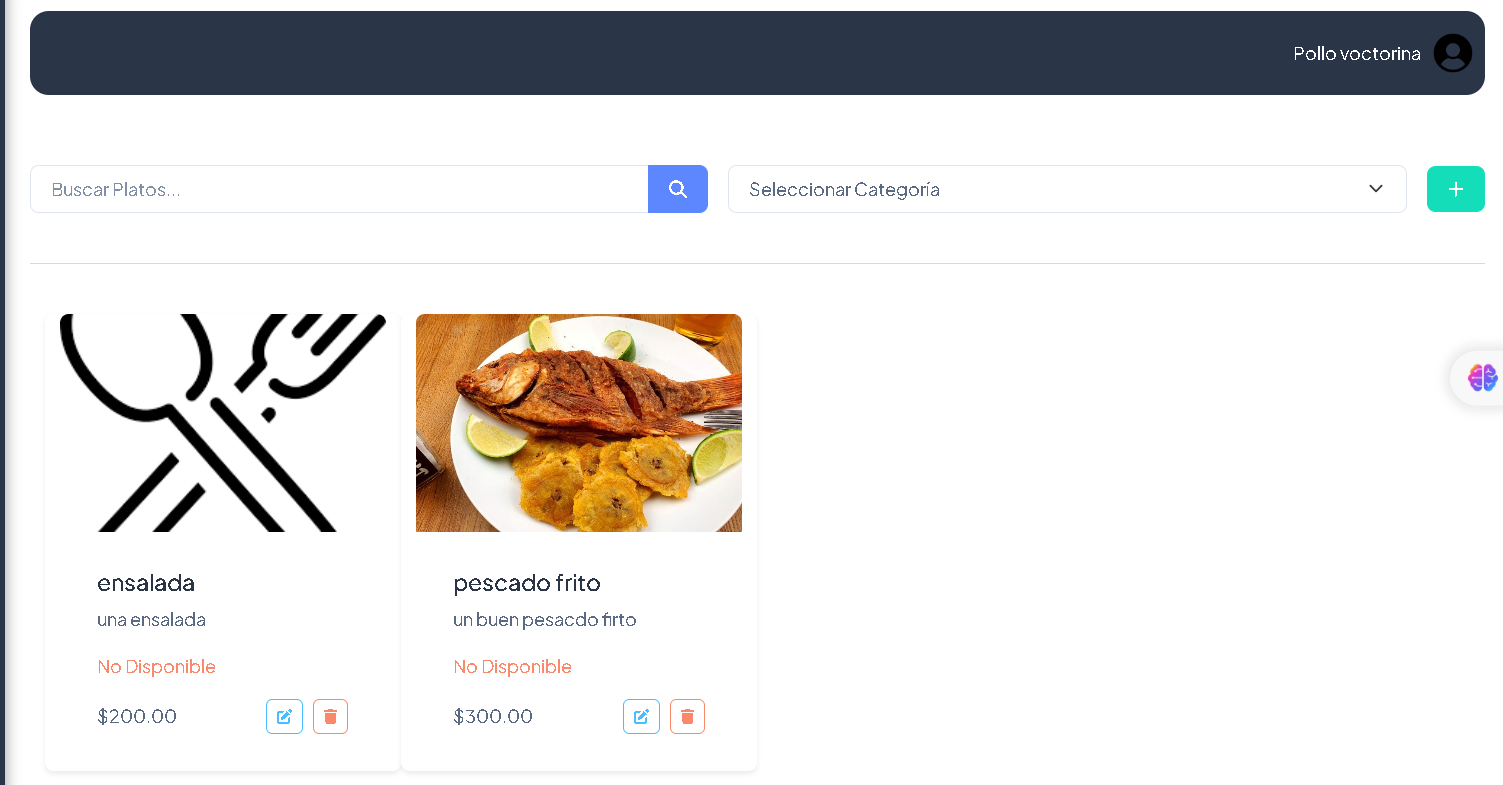 Pollo voctorina
Buscar Platos...
Seleccionar Categoría
ensalada
una ensalada
No Disponible
$200.00
pescado frito
un buen pesacdo firto
No Disponible
$300.00